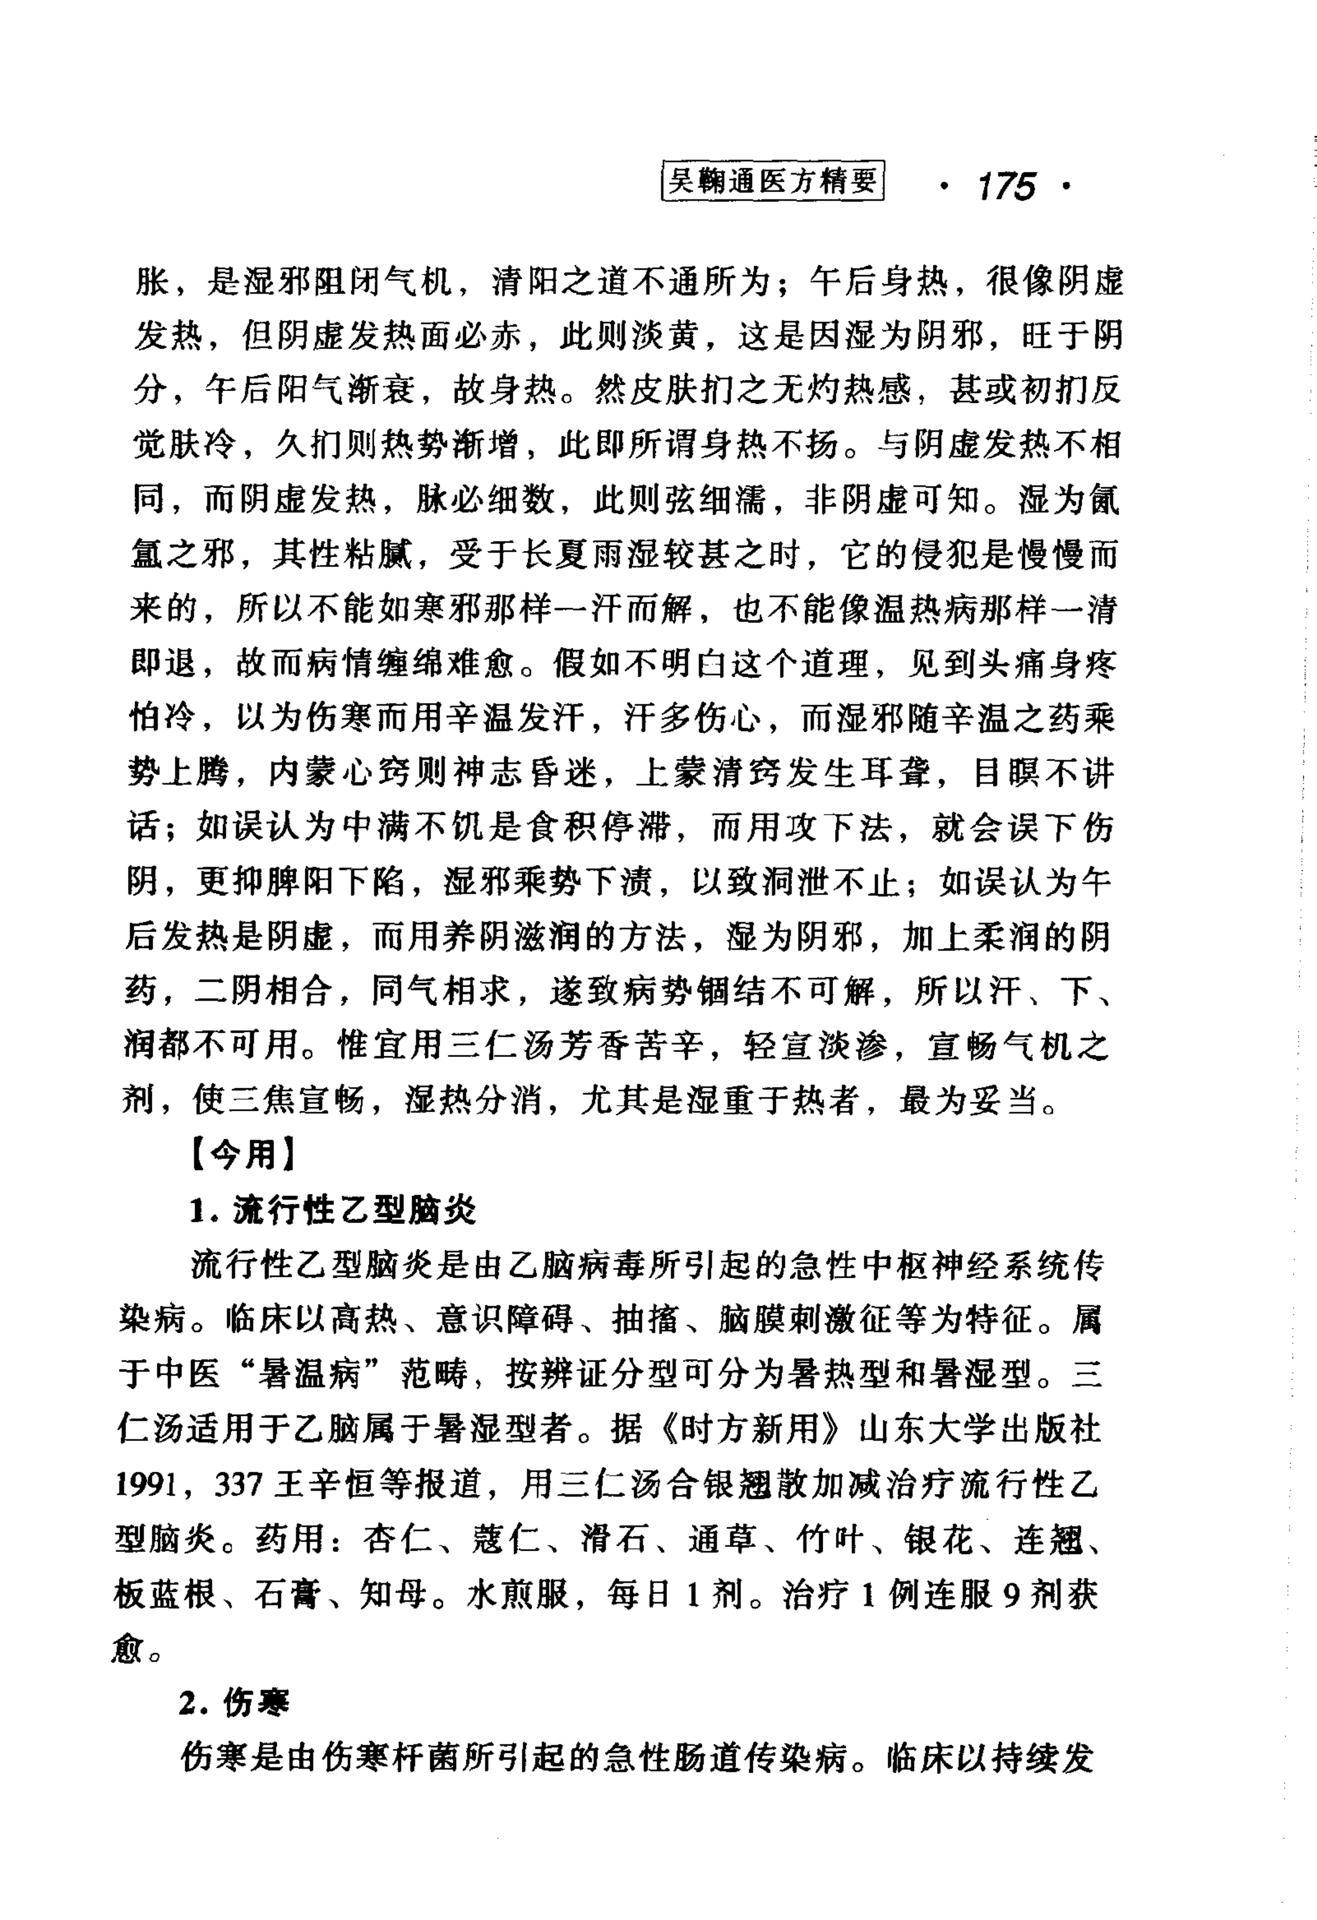 吴鞠通医方精要 · 175 ·
胀，是湿邪阻闭气机，清阳之道不通所为；午后身热，很像阴虚
发热，但阴虚发热面必赤，此则淡黄，这是因湿为阴邪，旺于阴
分，午后阳气渐衰，故身热。然皮肤扪之无灼热感，甚或初扪反
觉肤冷，久扪则热势渐增，此即所谓身热不扬。与阴虚发热不相
同，而阴虚发热，脉必细数，此则弦细濡，非阴虚可知。湿为氤
氲之邪，其性粘腻，受于长夏雨湿较甚之时，它的侵犯是慢慢而
来的，所以不能如寒邪那样一汗而解，也不能像温热病那样一清
即退，故而病情缠绵难愈。假如不明白这个道理，见到头痛身疼
怕冷，以为伤寒而用辛温发汗，汗多伤心，而湿邪随辛温之药乘
势上腾，内蒙心窍则神志昏迷，上蒙清窍发生耳聋，目瞑不讲
话；如误认为中满不饥是食积停滞，而用攻下法，就会误下伤
阴，更抑脾阳下陷，湿邪乘势下渍，以致洞泄不止；如误认为午
后发热是阴虚，而用养阴滋润的方法，湿为阴邪，加上柔润的阴
药，二阴相合，同气相求，遂致病势锢结不可解，所以汗、下、
润都不可用。惟宜用三仁汤芳香苦辛，轻宣淡渗，宣畅气机之
剂，使三焦宣畅，湿热分消，尤其是湿重于热者，最为妥当。
【今用】
1. 流行性乙型脑炎
流行性乙型脑炎是由乙脑病毒所引起的急性中枢神经系统传
染病。临床以高热、意识障碍、抽搐、脑膜刺激征等为特征。属
于中医“暑温病”范畴，按辨证分型可分为暑热型和暑湿型。三
仁汤适用于乙脑属于暑湿型者。据《时方新用》山东大学出版社
1991，337 王辛恒等报道，用三仁汤合银翘散加减治疗流行性乙
型脑炎。药用：杏仁、蔻仁、滑石、通草、竹叶、银花、连翘、
板蓝根、石膏、知母。水煎服，每日 1 剂。治疗 1 例连服 9 剂获
愈。
2. 伤寒
伤寒是由伤寒杆菌所引起的急性肠道传染病。临床以持续发